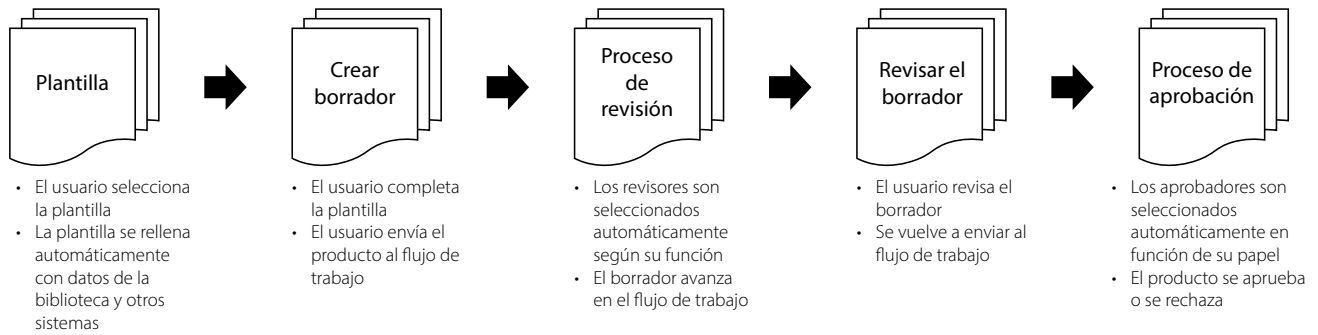 Plantilla
Crear
borrador
Proceso
de
revisión
Revisar el
borrador
Proceso de
aprobación
• El usuario selecciona
la plantilla
• La plantilla se rellena
automáticamente
con datos de la
biblioteca y otros
sistemas
• El usuario completa
la plantilla
• El usuario envía el
producto al flujo de
trabajo
• Los revisores son
seleccionados
automáticamente
según su función
• El borrador avanza
en el flujo de trabajo
• El usuario revisa el
borrador
• Se vuelve a enviar al
flujo de trabajo
• Los aprobadores son
seleccionados
automáticamente en
función de su papel
• El producto se aprueba
o se rechaza